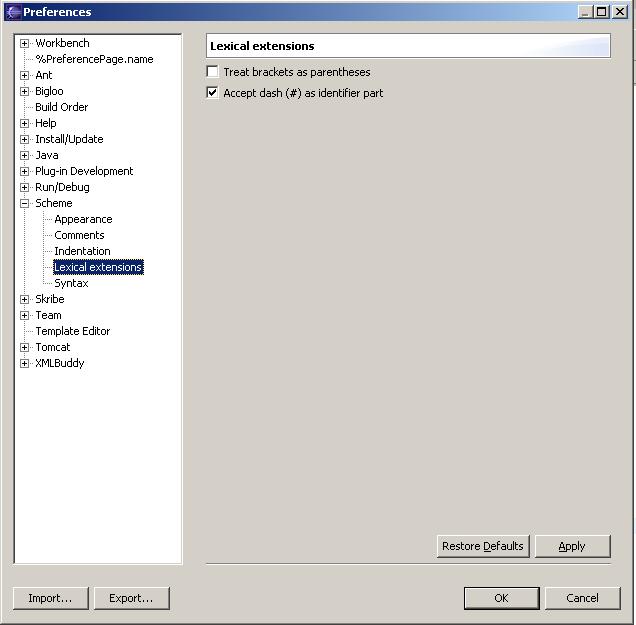 Preferences
Workbench
%PreferencePage.name
Ant
Bigloo
Build Order
Help
Install/Update
Java
Plug-in Development
Run/Debug
Scheme
Appearance
Comments
Indentation
Lexical extensions
Syntax
Skribe
Team
Template Editor
Tomcat
XMLBuddy
Lexical extensions
Treat brackets as parentheses
Accept dash (#) as identifier part
Restore Defaults
Apply
Import...
Export...
OK
Cancel